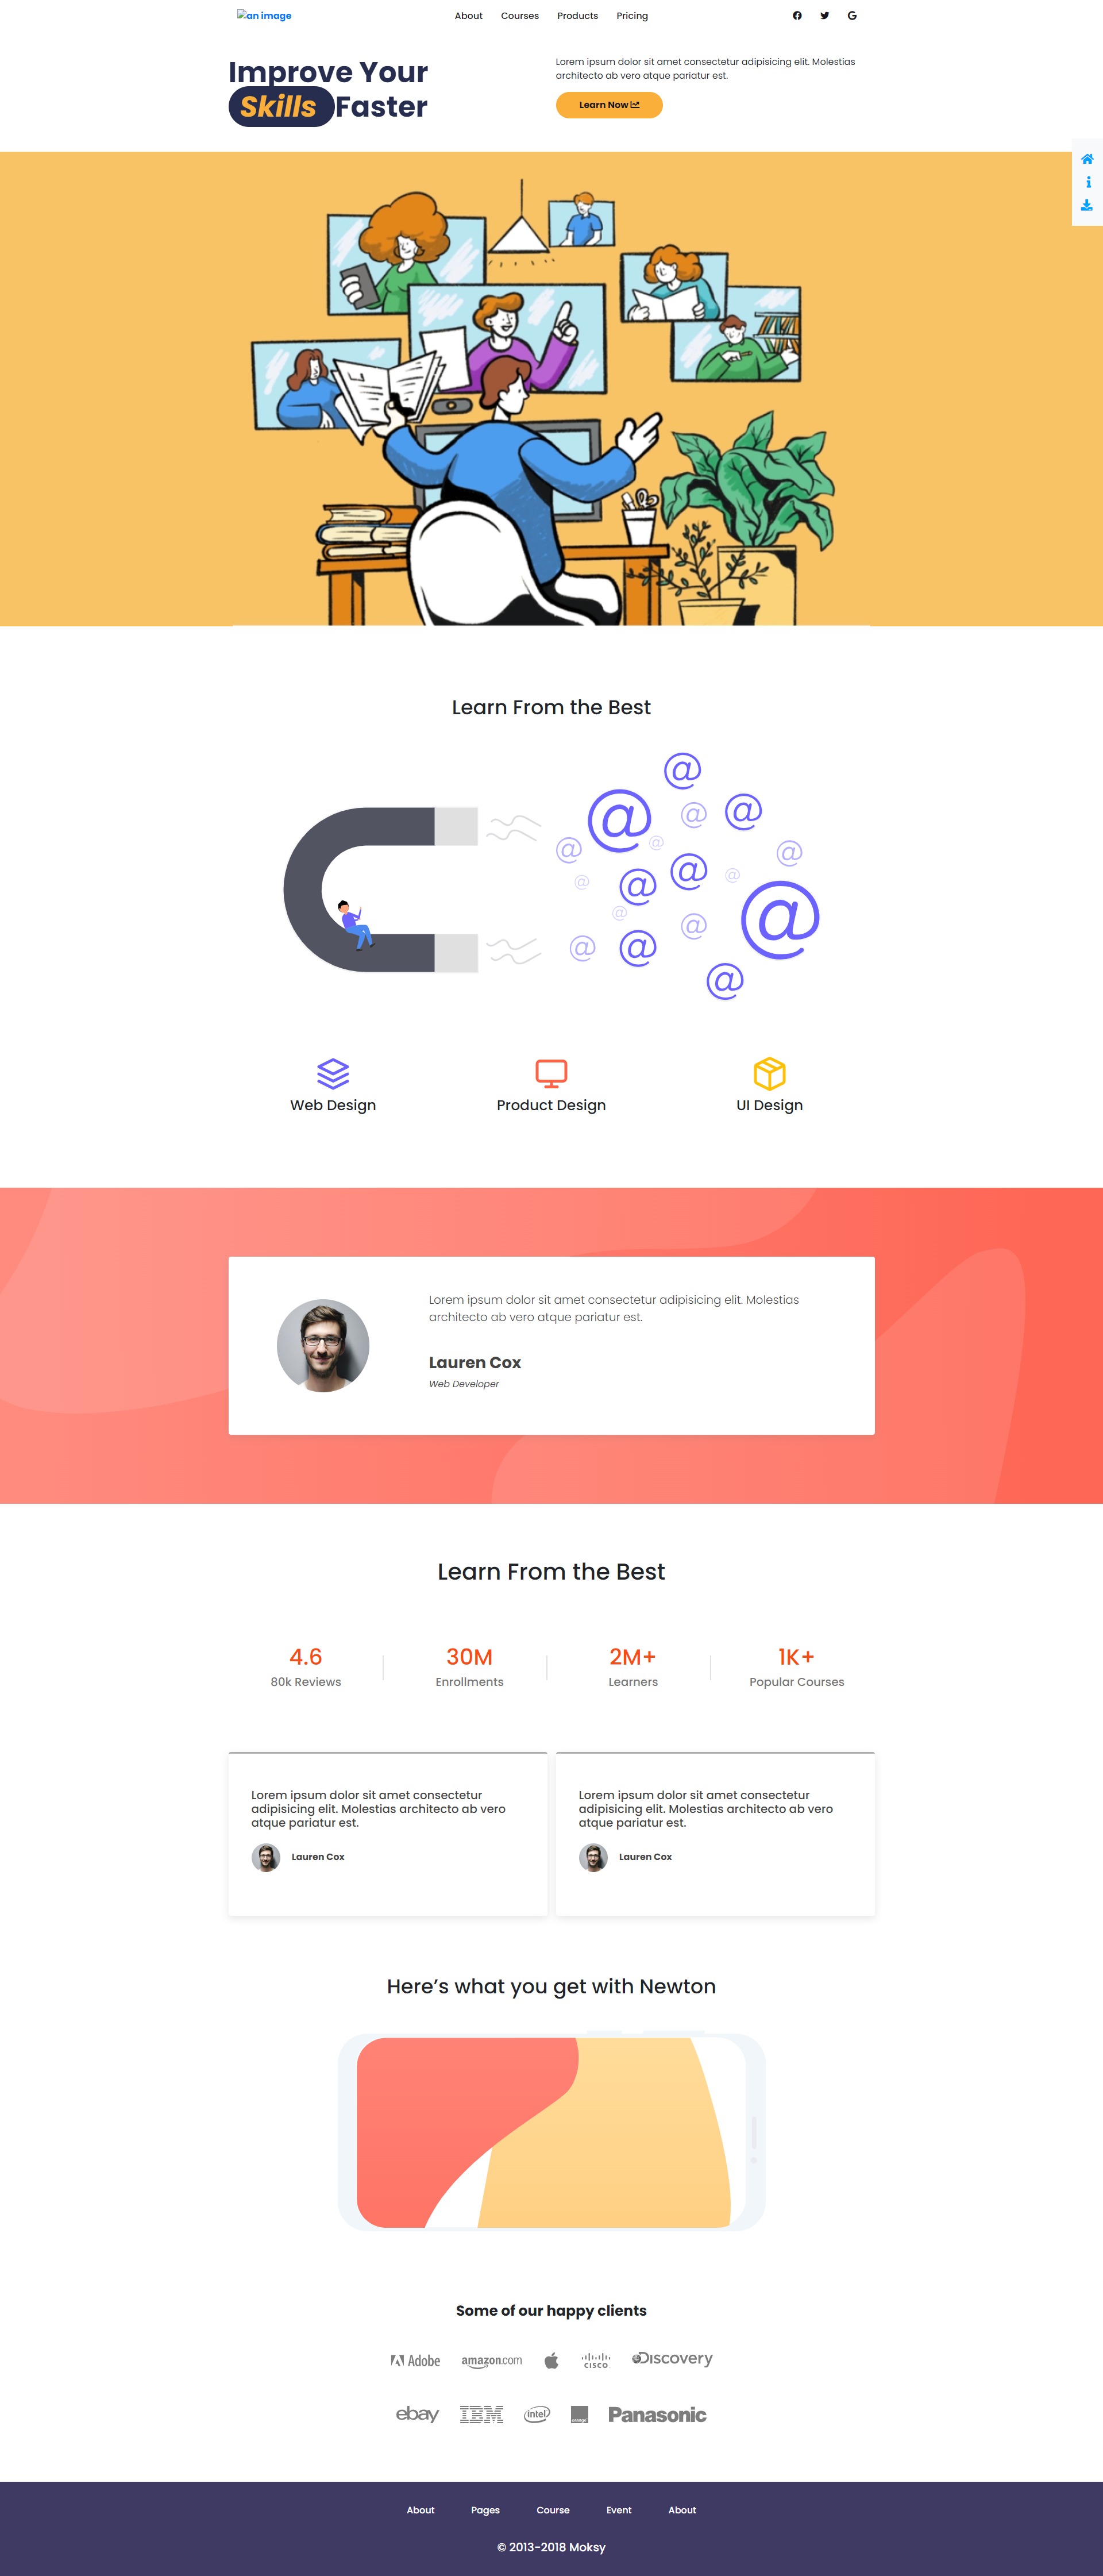 an image
About Courses Products Pricing
Improve Your
Skills Faster
Lorem ipsum dolor sit amet consectetur adipisicing elit. Molestias
architecto ab vero atque pariatur est.
Learn Now
Learn From the Best
@ @ @ @ @ @ @ @ @ @ @ @ @ @ @ @ @
Web Design
Product Design
UI Design
Lorem ipsum dolor sit amet consectetur adipisicing elit. Molestias
architecto ab vero atque pariatur est.
Lauren Cox
Web Developer
Learn From the Best
4.6
80k Reviews
30M
Enrollments
2M+
Learners
1K+
Popular Courses
Lorem ipsum dolor sit amet consectetur
adipisicing elit. Molestias architecto ab vero
atque pariatur est.
Lauren Cox
Lorem ipsum dolor sit amet consectetur
adipisicing elit. Molestias architecto ab vero
atque pariatur est.
Lauren Cox
Here’s what you get with Newton
Some of our happy clients
Adobe amazon.com CISCO Discovery
ebay IBM intel orange Panasonic
About Pages Course Event About
© 2013-2018 Moksy